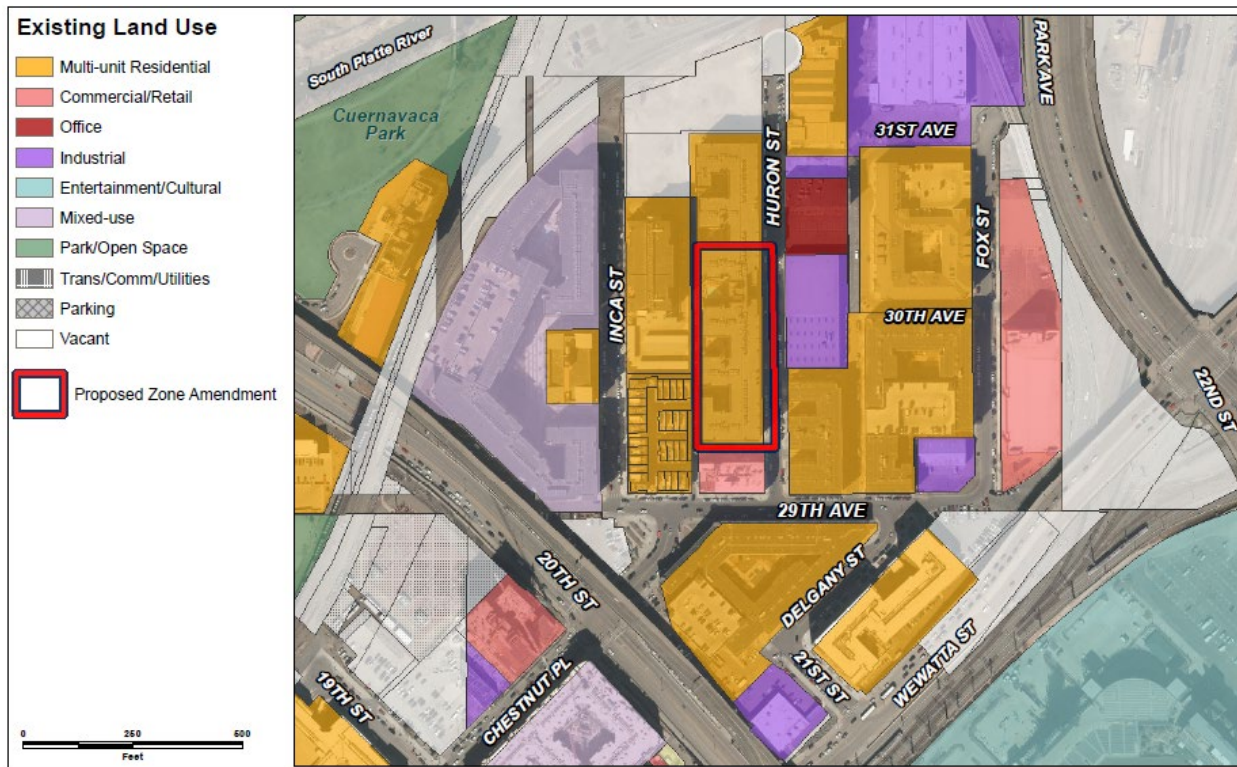 Existing Land Use
Multi-unit Residential
Commercial/Retail
Office
Industrial
Entertainment/Cultural
Mixed-use
Park/Open Space
Trans/Comm/Utilities
Parking
Vacant
Proposed Zone Amendment
0 250 500
Feet
South Platte River
Cuernavaca
Park
PARK AVE
31ST AVE
HURON ST
FOX ST
INCA ST
30TH AVE
22ND ST
29TH AVE
20TH ST
DELGANY ST
21ST ST
WEWATTA ST
CHESTNUT PL
19TH ST